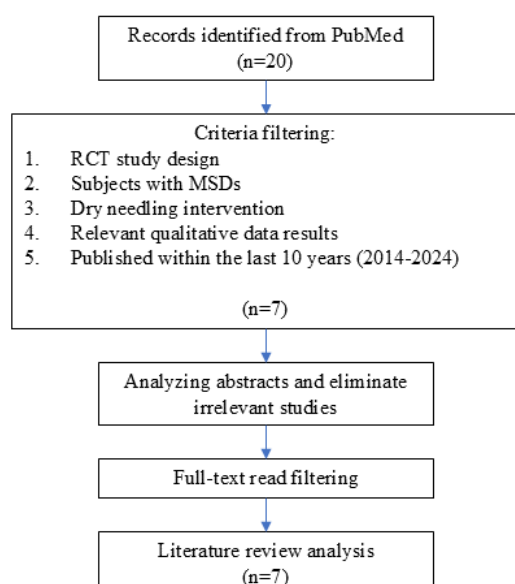 Records identified from PubMed
(n=20)
Criteria filtering:
1. RCT study design
2. Subjects with MSDs
3. Dry needling intervention
4. Relevant qualitative data results
5. Published within the last 10 years (2014-2024)
(n=7)
Analyzing abstracts and eliminate
irrelevant studies
Full-text read filtering
Literature review analysis
(n=7)